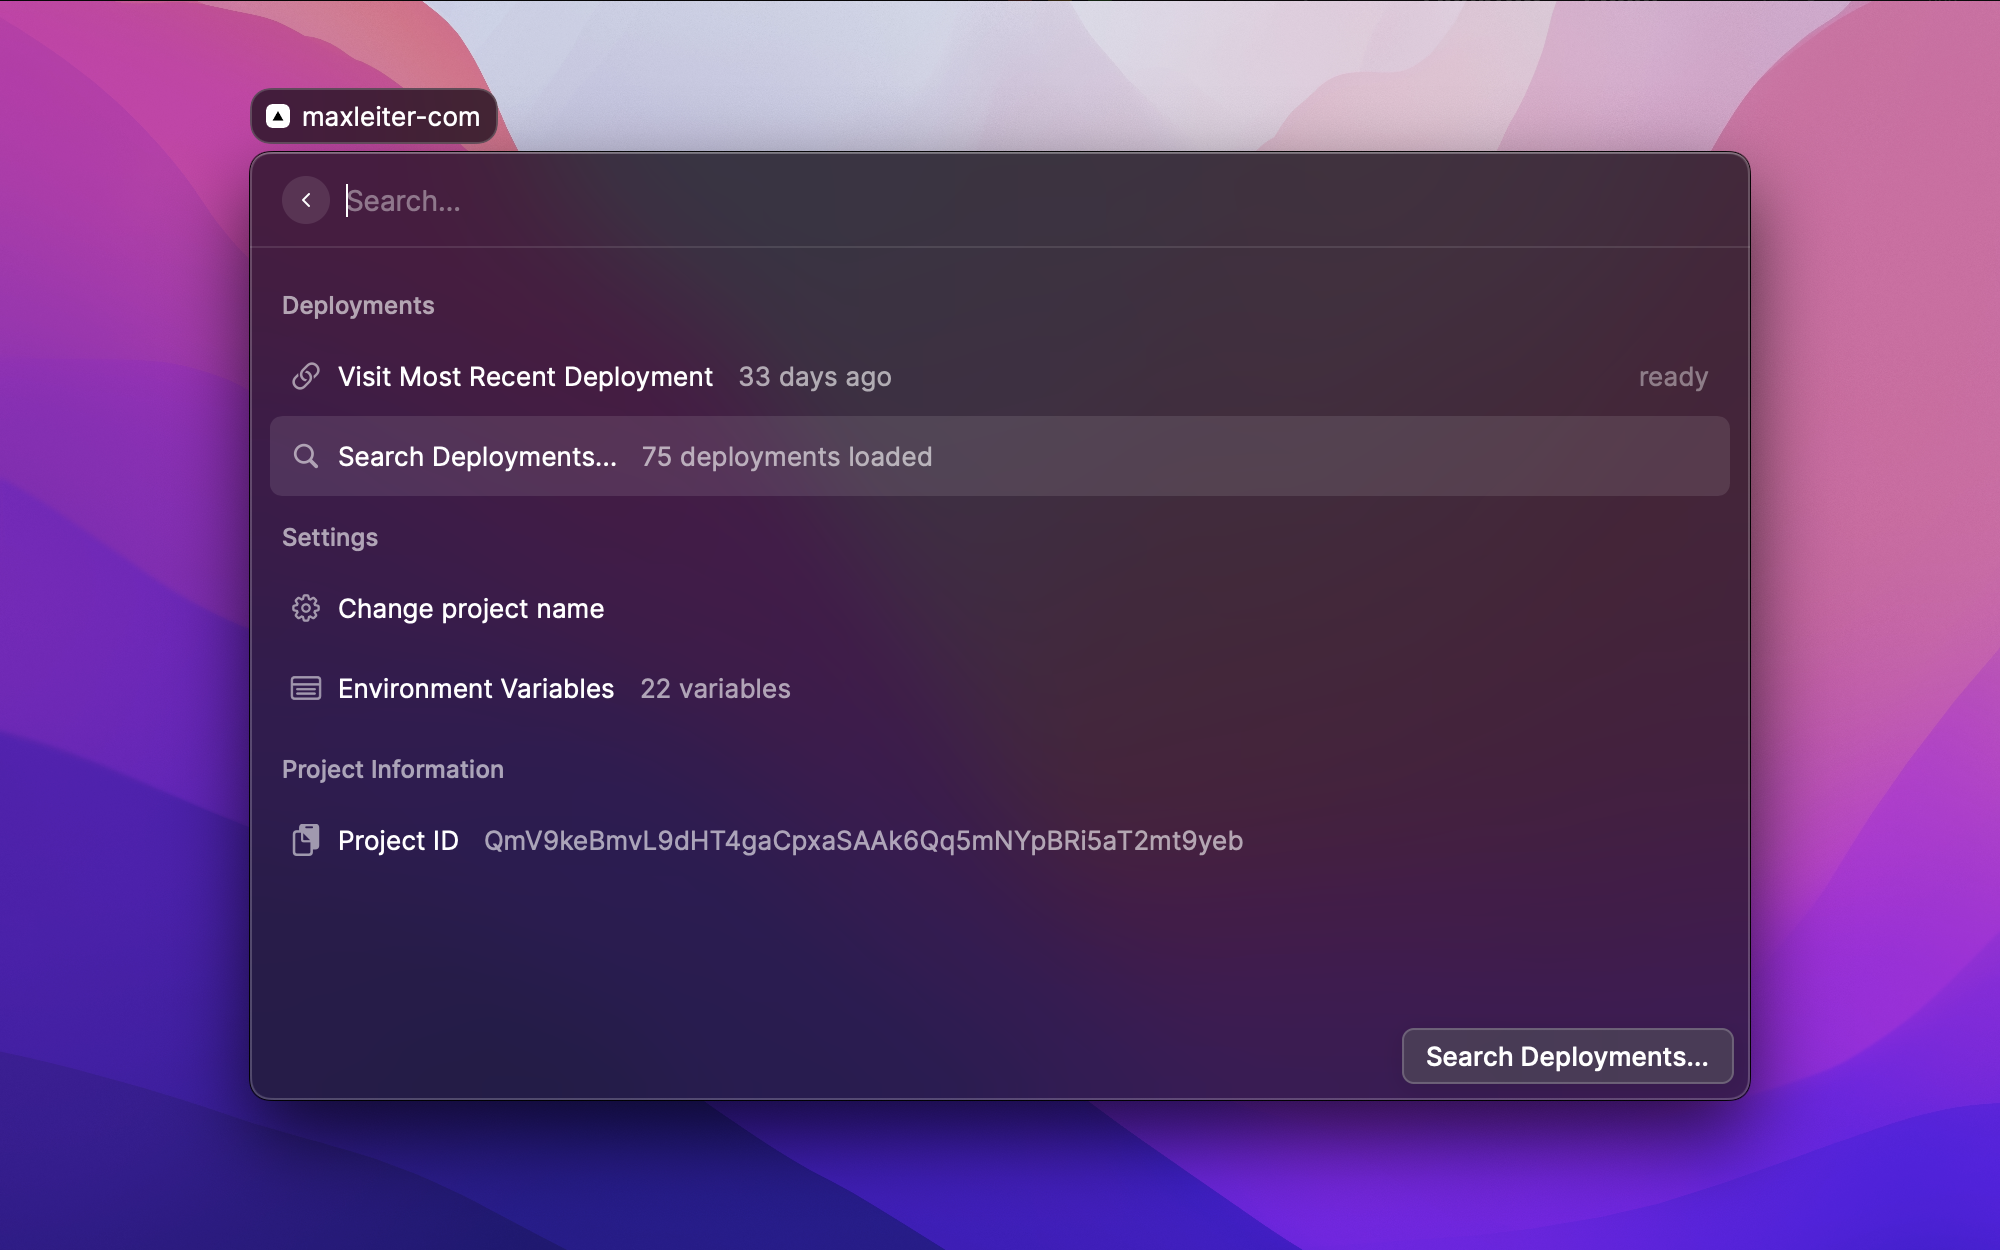 maxleiter-com
Search...
Deployments
Visit Most Recent Deployment 33 days ago ready
Search Deployments... 75 deployments loaded
Settings
Change project name
Environment Variables 22 variables
Project Information
Project ID QmV9keBmvL9dHT4gaCpxaSAAk6Qq5mNYpBRi5aT2mt9yeb
Search Deployments...